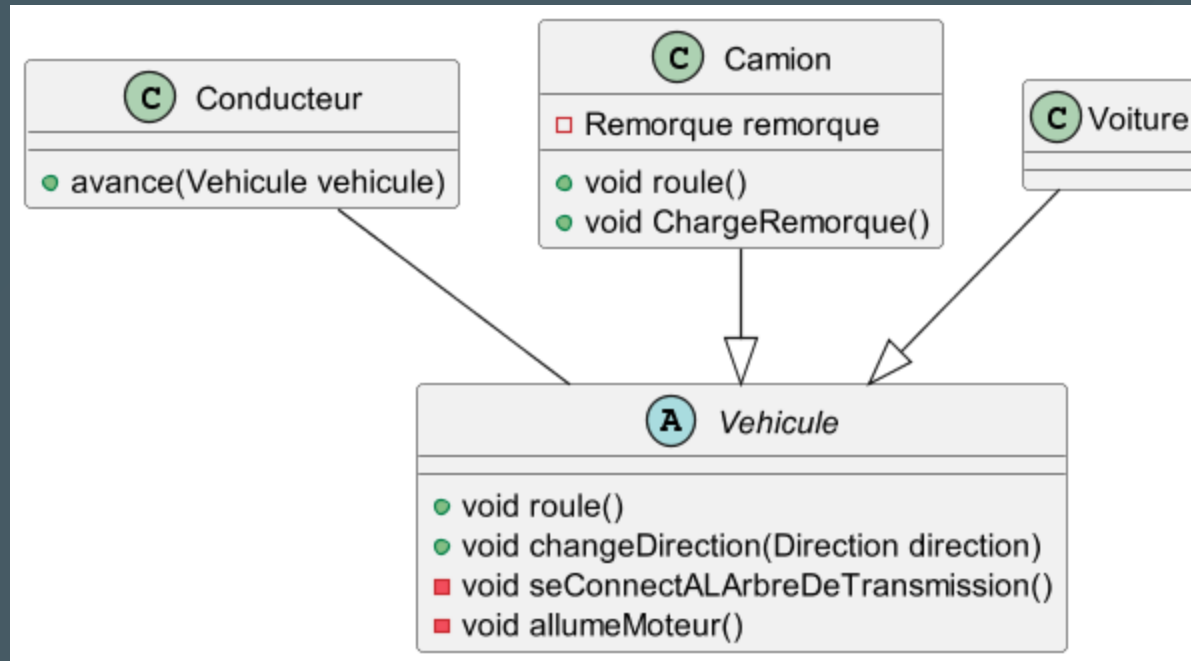 C Conducteur
avance(Vehicule vehicule)
C Camion
Remorque remorque
void roule()
void ChargeRemorque()
C Voiture
A Vehicule
void roule()
void changeDirection(Direction direction)
void seConnectALArbreDeTransmission()
void allumeMoteur()